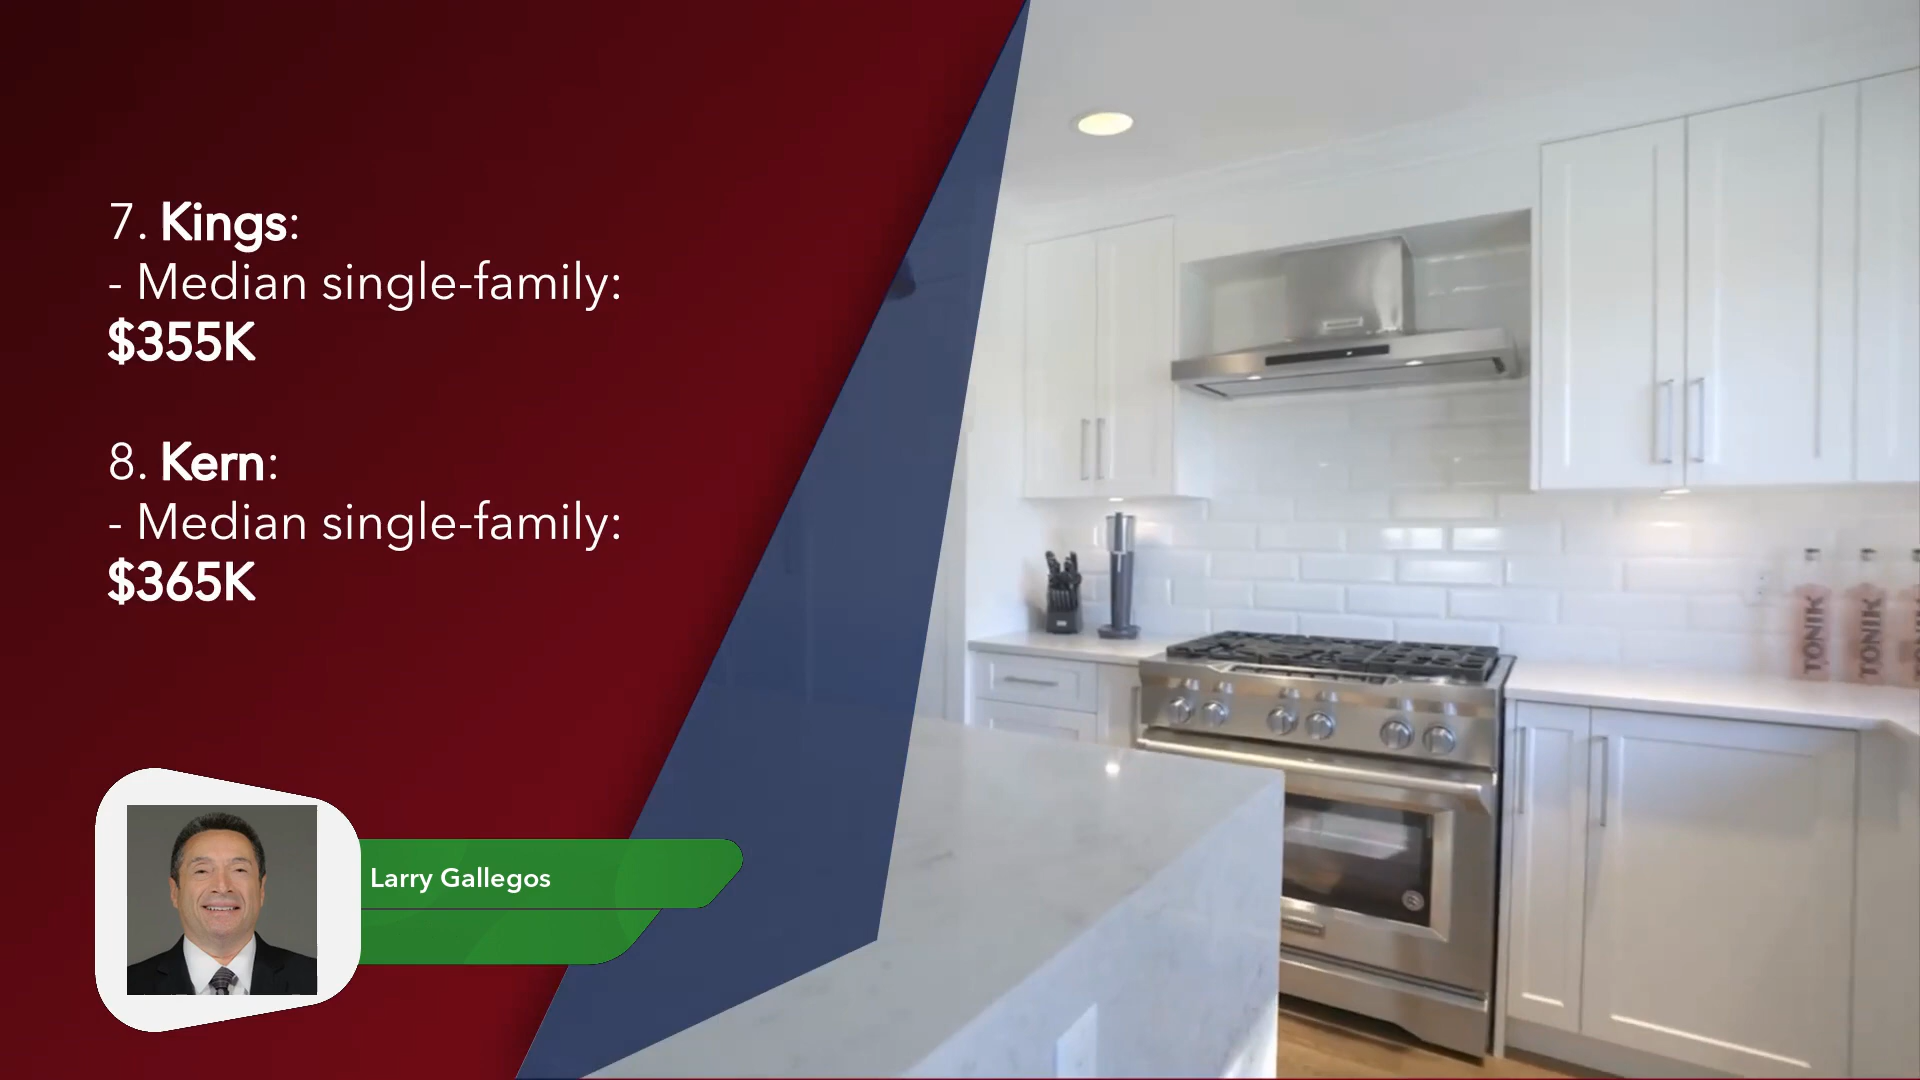 7. Kings:
- Median single-family:
$355K
8. Kern:
- Median single-family:
$365K
Larry Gallegos
TONIK
TONIK